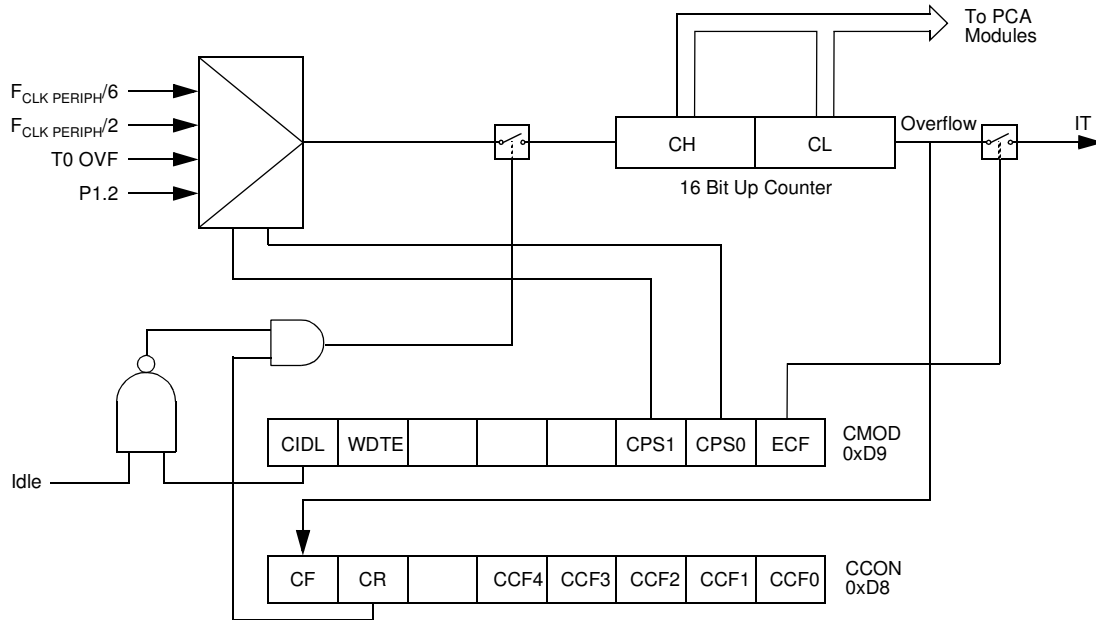 To PCA
Modules
FCLK PERIPH/6
FCLK PERIPH/2
T0 OVF
P1.2
CH CL
Overflow
IT
16 Bit Up Counter
CIDL WDTE CPS1 CPS0 ECF
CMOD
0xD9
Idle
CF CR CCF4 CCF3 CCF2 CCF1 CCF0
CCON
0xD8